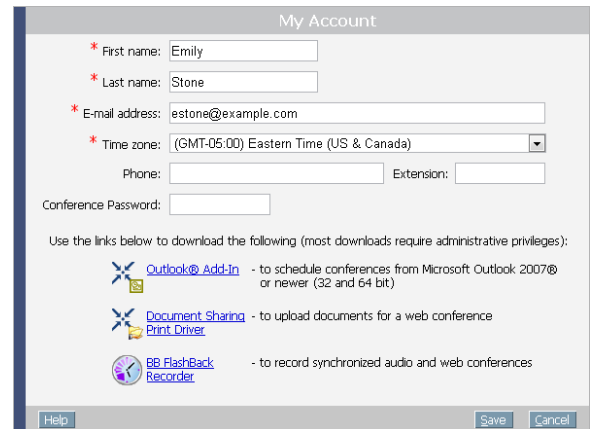 My Account
* First name: Emily
* Last name: Stone
* E-mail address: estone@example.com
* Time zone: (GMT-05:00) Eastern Time (US & Canada)
Phone: Extension:
Conference Password:
Use the links below to download the following (most downloads require administrative privileges):
Outlook® Add-In - to schedule conferences from Microsoft Outlook 2007®
or newer (32 and 64 bit)
Document Sharing - to upload documents for a web conference
Print Driver
BB FlashBack - to record synchronized audio and web conferences
Recorder
Help Save Cancel